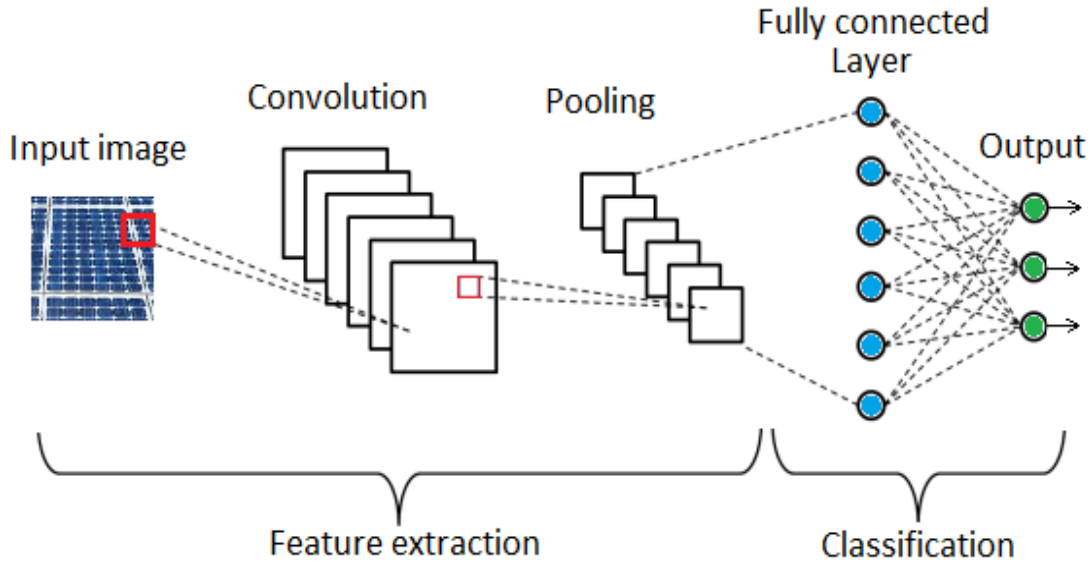 Input image
Convolution
Pooling
Fully connected
Layer
Output
Feature extraction
Classification